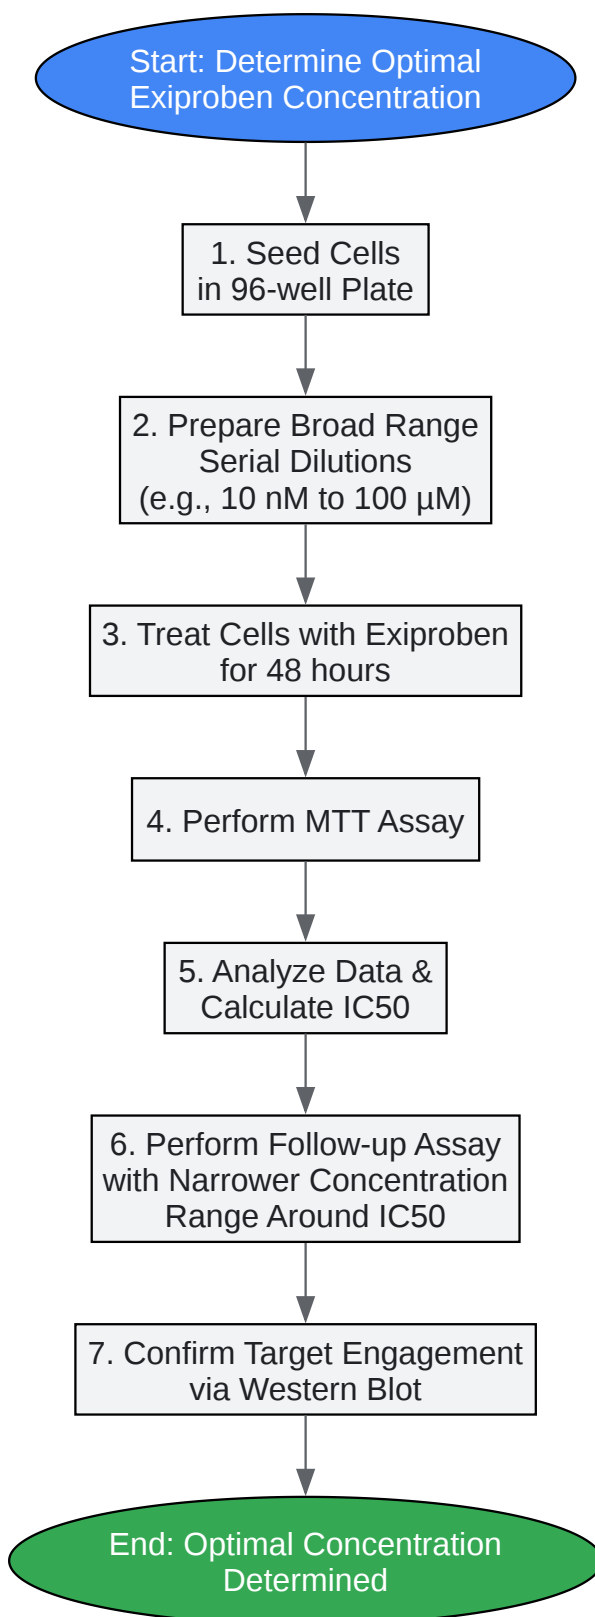 Start: Determine Optimal
Exiproben Concentration
1. Seed Cells
in 96-well Plate
2. Prepare Broad Range
Serial Dilutions
(e.g., 10 nM to 100 µM)
3. Treat Cells with Exiproben
for 48 hours
4. Perform MTT Assay
5. Analyze Data &
Calculate IC50
6. Perform Follow-up Assay
with Narrower Concentration
Range Around IC50
7. Confirm Target Engagement
via Western Blot
End: Optimal Concentration
Determined